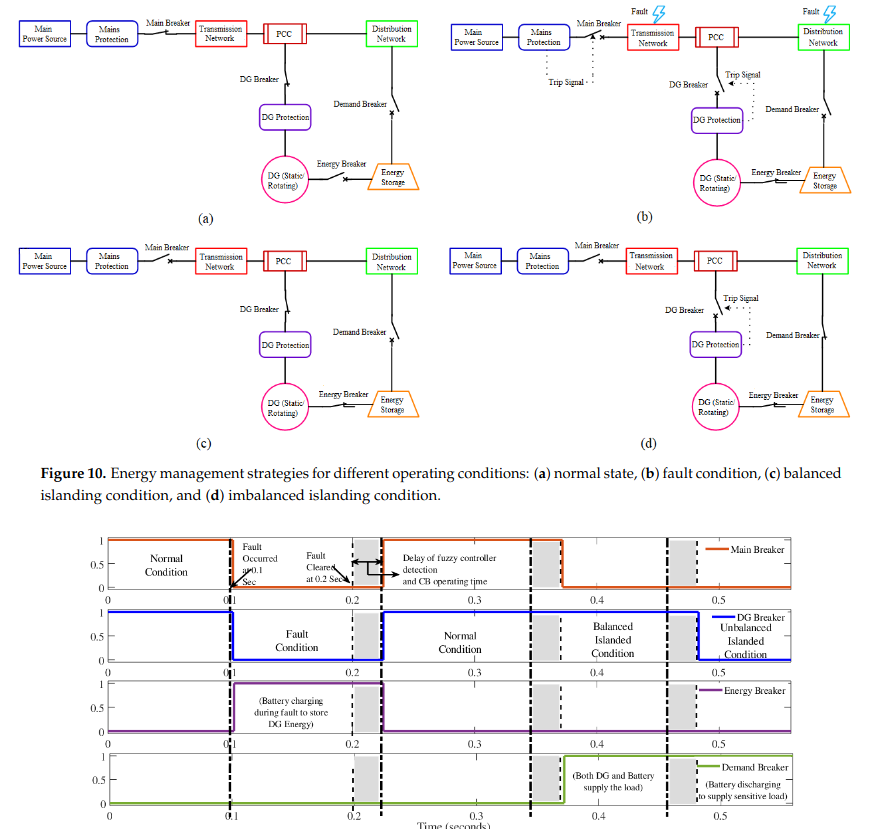 Main
Power Source
Mains
Protection
Main Breaker
Transmission
Network
PCC
Distribution
Network
DG Breaker
Demand Breaker
DG Protection
Energy Breaker
DG (Static/
Rotating)
Energy
Storage
(a)
Fault
Fault
Main
Power Source
Mains
Protection
Main Breaker
Transmission
Network
PCC
Distribution
Network
Trip Signal
Trip Signal
DG Breaker
Demand Breaker
DG Protection
Energy Breaker
DG (Static/
Rotating)
Energy
Storage
(b)
Main
Power Source
Mains
Protection
Main Breaker
Transmission
Network
PCC
Distribution
Network
DG Breaker
Demand Breaker
DG Protection
Energy Breaker
DG (Static/
Rotating)
Energy
Storage
(c)
Main
Power Source
Mains
Protection
Main Breaker
Transmission
Network
PCC
Distribution
Network
Trip Signal
DG Breaker
Demand Breaker
DG Protection
Energy Breaker
DG (Static/
Rotating)
Energy
Storage
(d)
Figure 10. Energy management strategies for different operating conditions: (a) normal state, (b) fault condition, (c) balanced
islanding condition, and (d) imbalanced islanding condition.
1
0.5
0
Normal
Condition
Fault
Occurred
at 0.1
Sec
Fault
Cleared
at 0.2 Sec
Delay of fuzzy controller
detection
and CB operating time
Main Breaker
0 0.1 0.2 0.3 0.4 0.5
1
0.5
0
Fault
Condition
Normal
Condition
Balanced
Islanded
Condition
DG Breaker
Unbalanced
Islanded
Condition
0 0.1 0.2 0.3 0.4 0.5
1
0.5
0
(Battery charging
during fault to store
DG Energy)
Energy Breaker
0 0.1 0.2 0.3 0.4 0.5
1
0.5
0
(Both DG and Battery
supply the load)
Demand Breaker
(Battery discharging
to supply sensitive load)
0 0.1 0.2 0.3 0.4 0.5
Time (seconds)